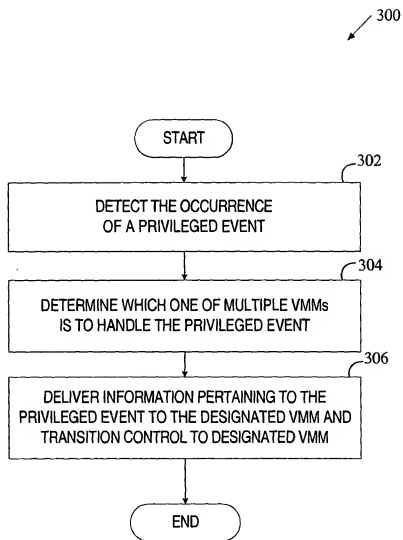 300
START
302
DETECT THE OCCURRENCE
OF A PRIVILEGED EVENT
304
DETERMINE WHICH ONE OF MULTIPLE VMMs
IS TO HANDLE THE PRIVILEGED EVENT
306
DELIVER INFORMATION PERTAINING TO THE
PRIVILEGED EVENT TO THE DESIGNATED VMM AND
TRANSITION CONTROL TO DESIGNATED VMM
END